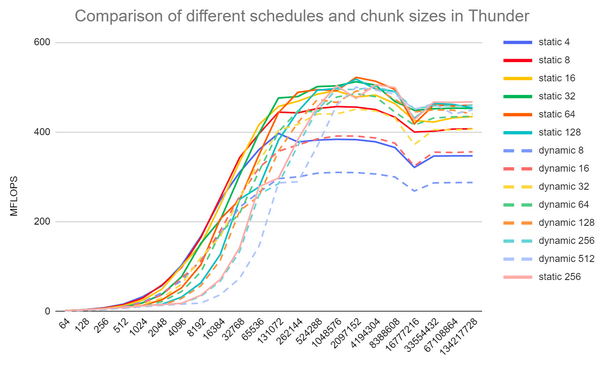 Comparison of different schedules and chunk sizes in Thunder
600
400
200
0
MFLOPS
64
128
256
512
1024
2048
4096
8192
16384
32768
65536
131072
262144
524288
1048576
2097152
4194304
8388608
16777216
33554432
67108864
134217728
static 4
static 8
static 16
static 32
static 64
static 128
dynamic 8
dynamic 16
dynamic 32
dynamic 64
dynamic 128
dynamic 256
dynamic 512
static 256